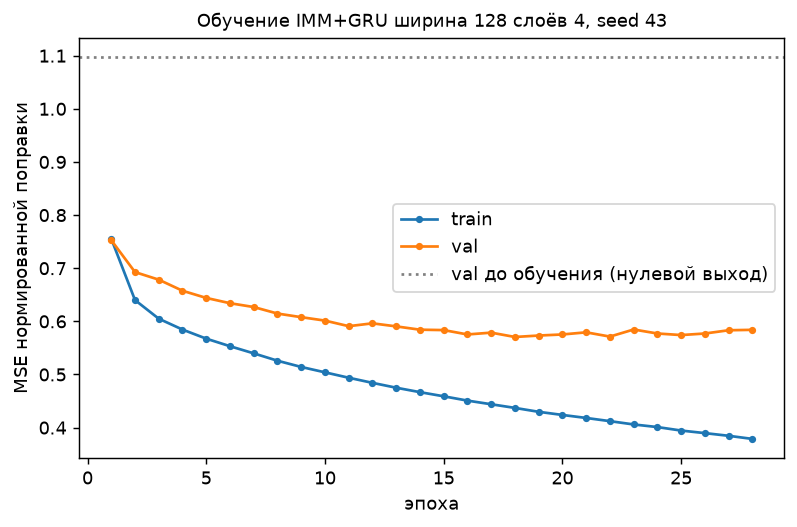 Обучение IMM+GRU ширина 128 слоёв 4, seed 43
MSE нормированной поправки
1.1
1.0
0.9
0.8
0.7
0.6
0.5
0.4
train
val
val до обучения (нулевой выход)
0 5 10 15 20 25
эпоха